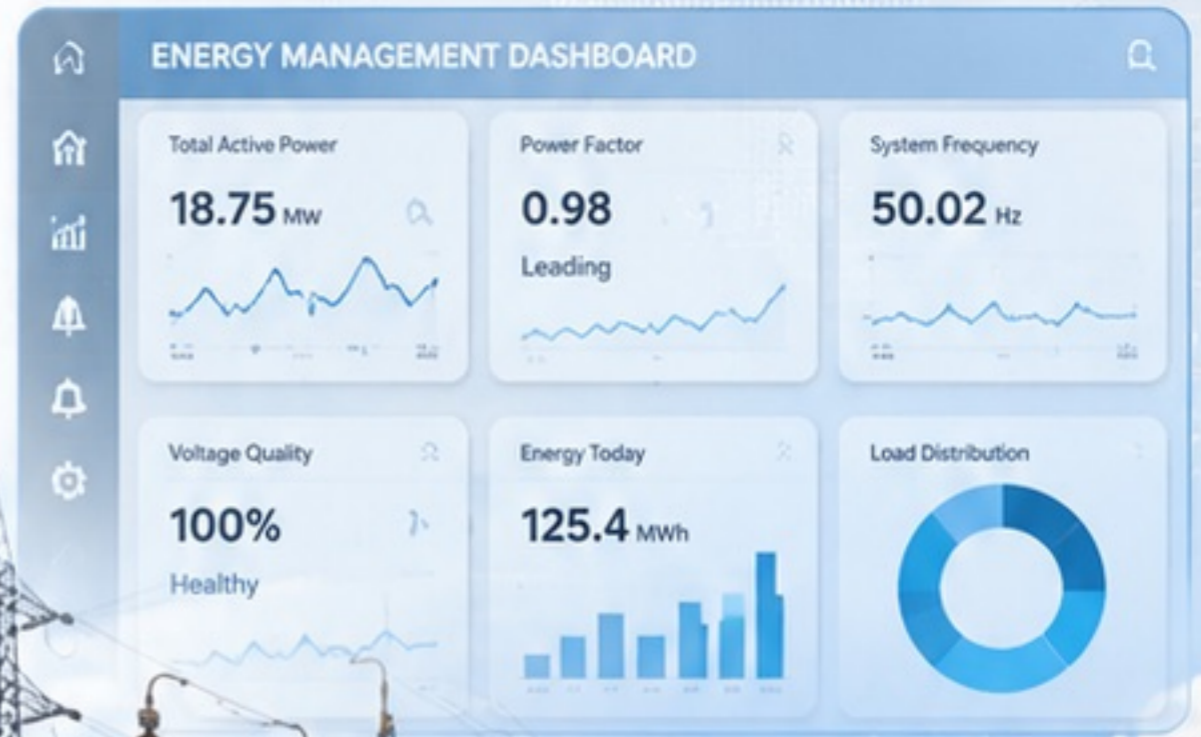 ENERGY MANAGEMENT DASHBOARD
Total Active Power
18.75 MW
Power Factor
0.98
Leading
System Frequency
50.02 Hz
Voltage Quality
100%
Healthy
Energy Today
125.4 MWh
Load Distribution